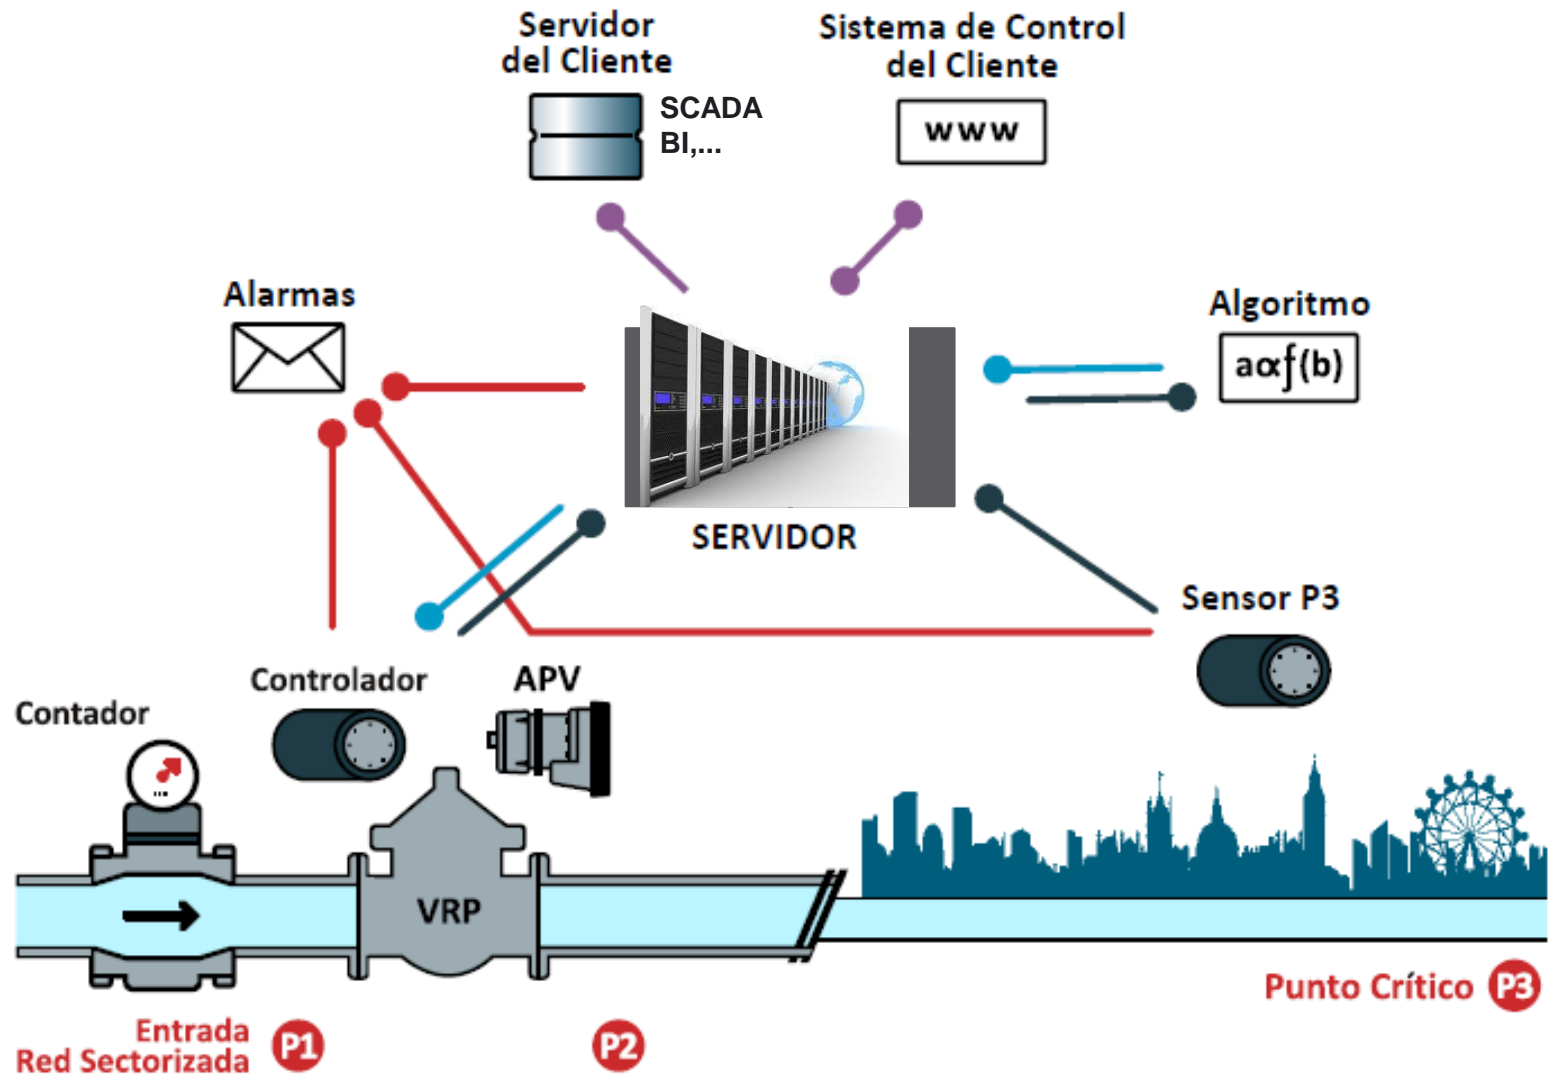 Servidor
del Cliente
SCADA
BI,...
Sistema de Control
del Cliente
www
Alarmas
Algoritmo
aαf(b)
SERVIDOR
Sensor P3
Controlador
APV
Contador
VRP
Punto Crítico P3
Entrada
Red Sectorizada
P1
P2